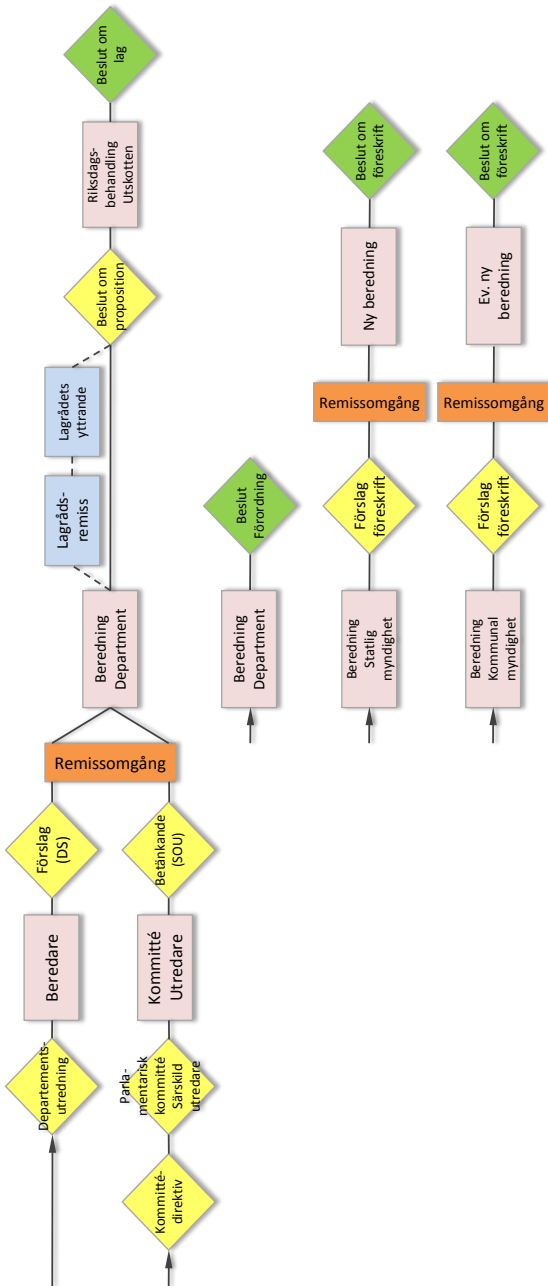 Beslut om
lag
Riksdags-
behandling
Utskotten
Beslut om
proposition
Lagrådets
yttrande
Lagråds-
remiss
Beredning
Department
Remissomgång
Förslag
(DS)
Beredare
Departements-
utredning
Betänkande
(SOU)
Kommitté
Utredare
Parla-
mentarisk
kommitté
Särskild
utredare
Kommitté-
direktiv
Beslut
Förordning
Beredning
Department
Beslut om
föreskrift
Ny beredning
Remissomgång
Förslag
föreskrift
Beredning
Statlig
myndighet
Beslut om
föreskrift
Ev. ny
beredning
Remissomgång
Förslag
föreskrift
Beredning
Kommunal
myndighet